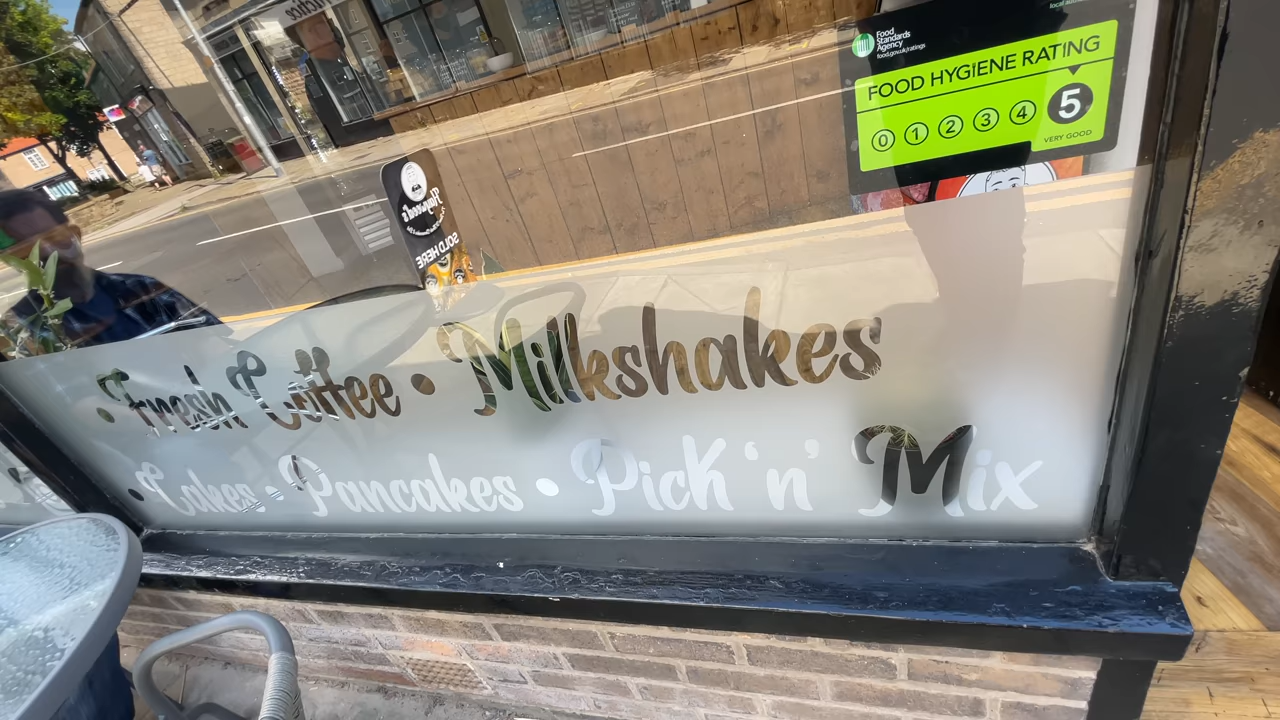 Food
Standards
Agency
food.gov.uk/ratings
FOOD HYGIENE RATING
0 1 2 3 4 5
VERY GOOD
SOLD HERE
• Fresh Coffee • Milkshakes
• Cakes • Pancakes • Pick 'n' Mix